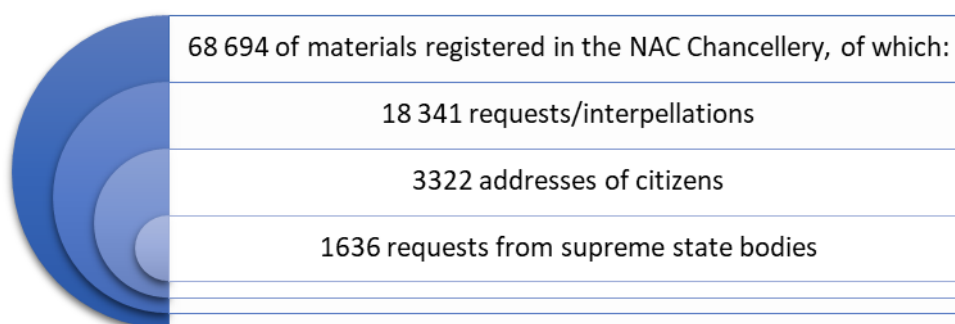 68 694 of materials registered in the NAC Chancellery, of which:
18 341 requests/interpellations
3322 addresses of citizens
1636 requests from supreme state bodies